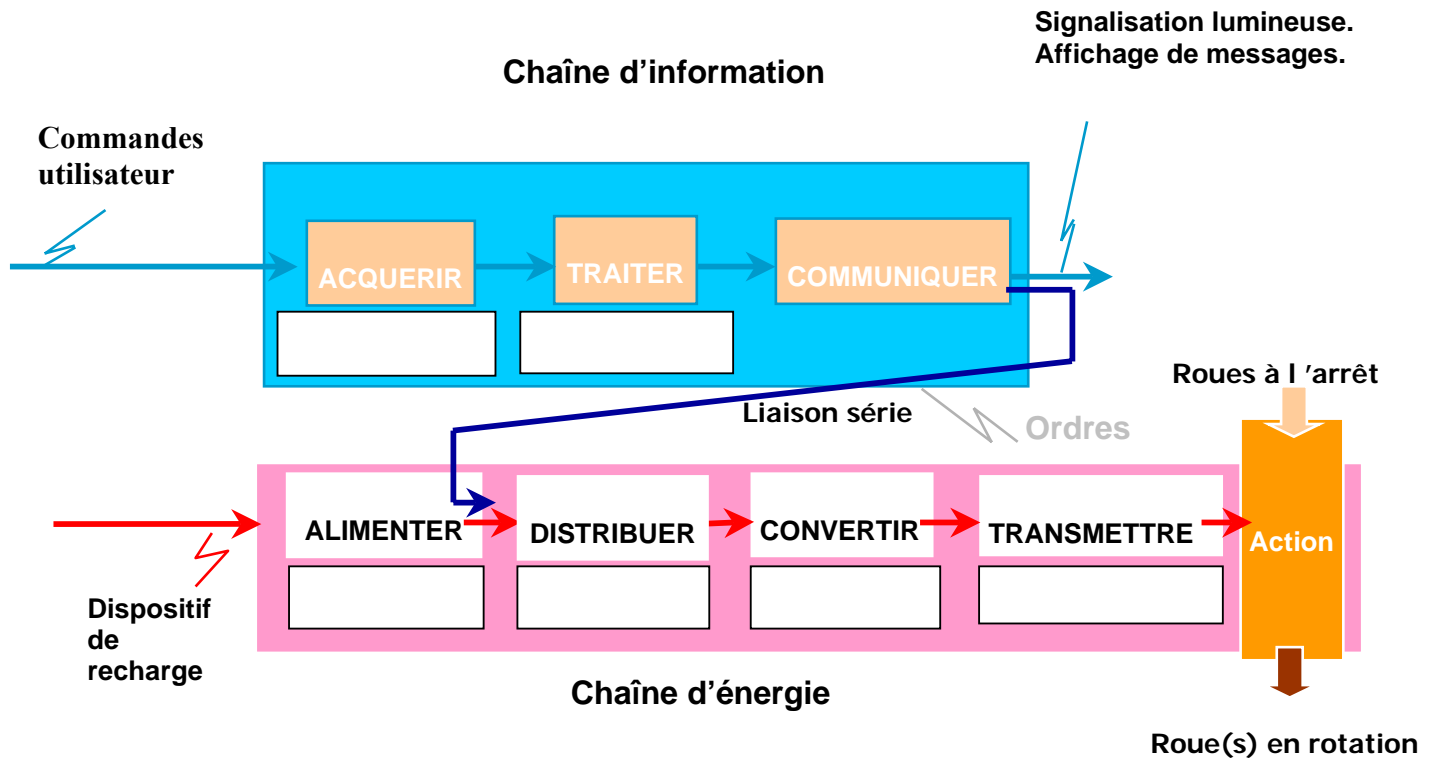 Signalisation lumineuse.
Affichage de messages.
Chaîne d’information
Commandes
utilisateur
ACQUERIR
TRAITER
COMMUNIQUER
Roues à l ’arrêt
Liaison série
Ordres
ALIMENTER
DISTRIBUER
CONVERTIR
TRANSMETTRE
Action
Dispositif
de
recharge
Chaîne d’énergie
Roue(s) en rotation